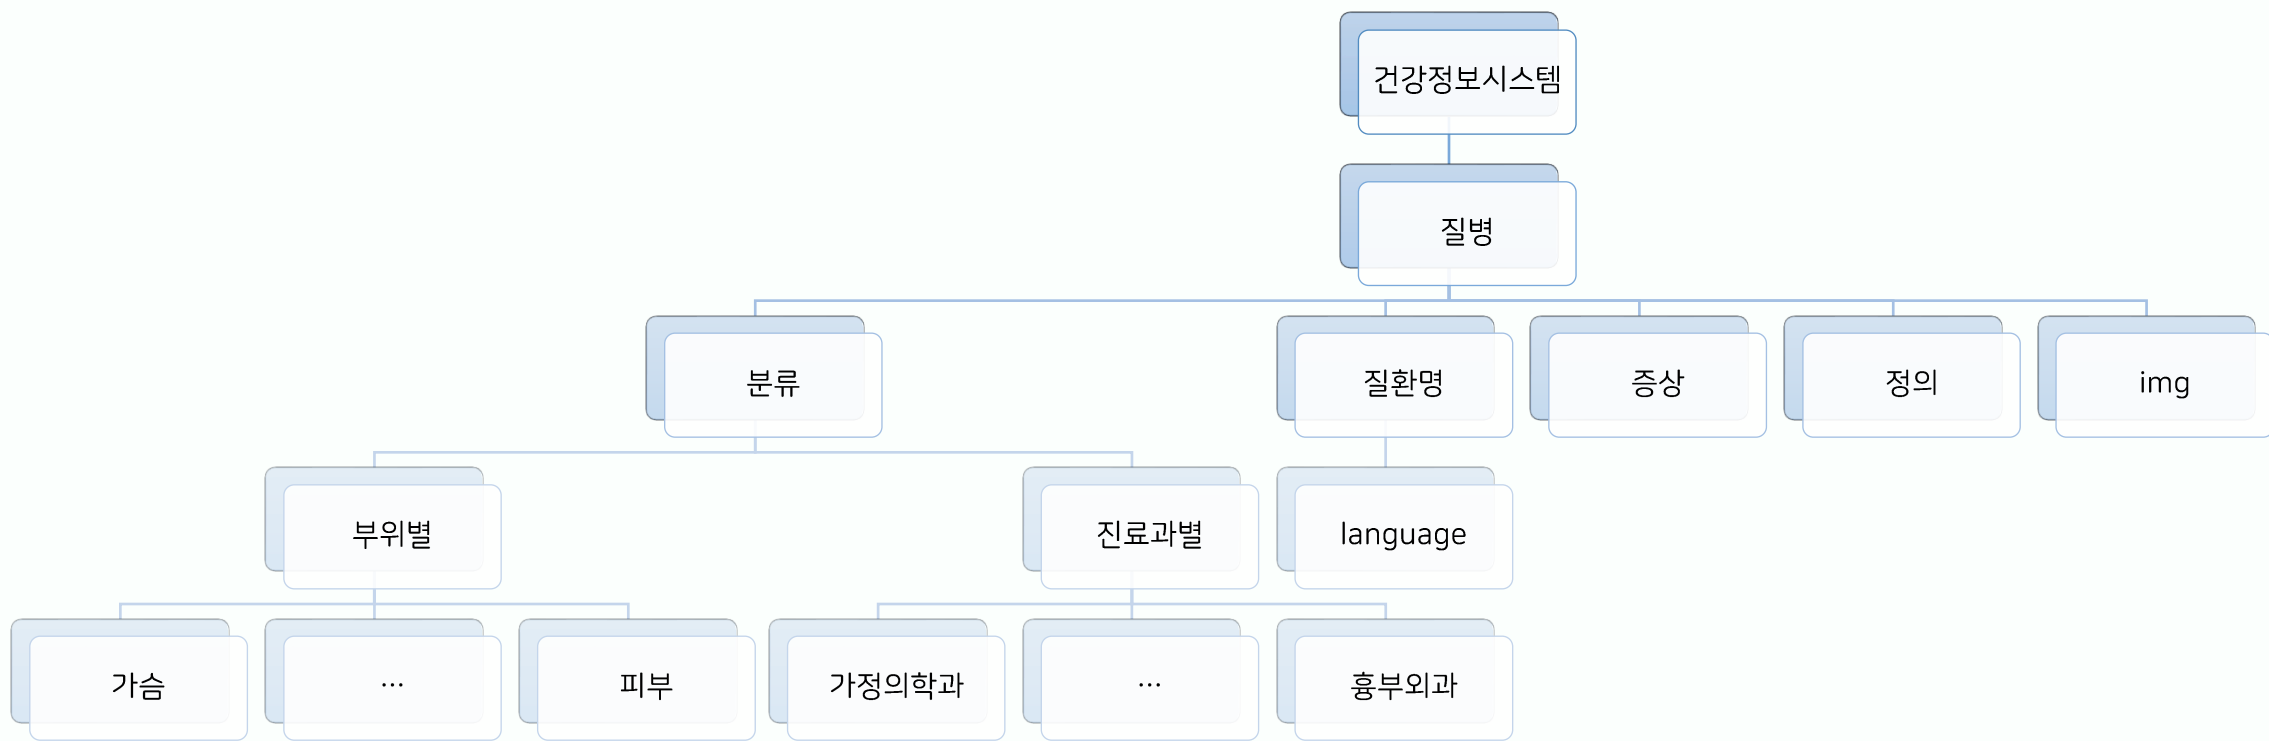 건강정보시스템
질병
분류
질환명
증상
정의
img
부위별
진료과별
language
가슴
…
피부
가정의학과
…
흉부외과